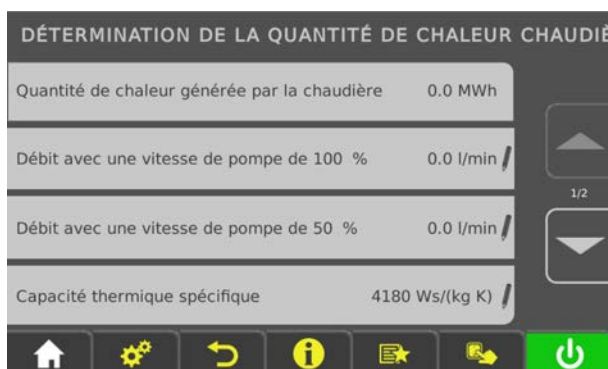 DÉTERMINATION DE LA QUANTITÉ DE CHALEUR CHAUDIÈ
Quantité de chaleur générée par la chaudière 0.0 MWh
Débit avec une vitesse de pompe de 100 % 0.0 l/min
1/2
Débit avec une vitesse de pompe de 50 % 0.0 l/min
Capacité thermique spécifique 4180 Ws/(kg K)